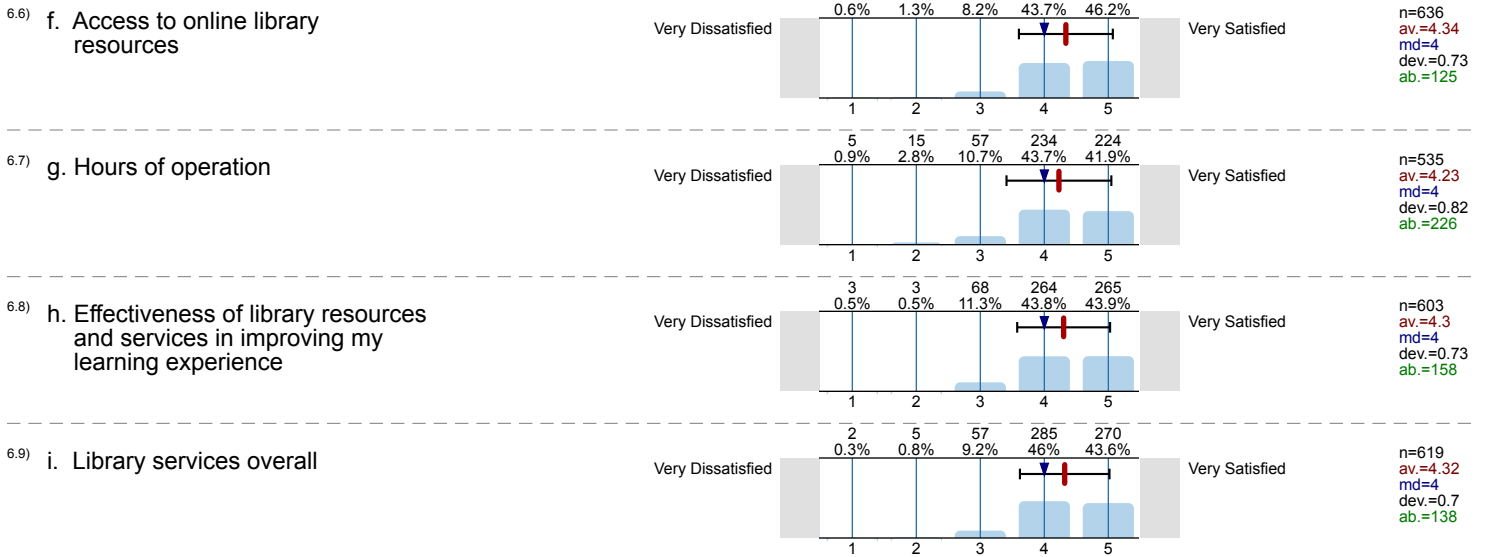 6.6) f. Access to online library
resources
Very Dissatisfied
0.6% 1.3% 8.2% 43.7% 46.2%
1 2 3 4 5
Very Satisfied
n=636
av.=4.34
md=4
dev.=0.73
ab.=125
6.7) g. Hours of operation
Very Dissatisfied
5 15 57 234 224
0.9% 2.8% 10.7% 43.7% 41.9%
1 2 3 4 5
Very Satisfied
n=535
av.=4.23
md=4
dev.=0.82
ab.=226
6.8) h. Effectiveness of library resources
and services in improving my
learning experience
Very Dissatisfied
3 3 68 264 265
0.5% 0.5% 11.3% 43.8% 43.9%
1 2 3 4 5
Very Satisfied
n=603
av.=4.3
md=4
dev.=0.73
ab.=158
6.9) i. Library services overall
Very Dissatisfied
2 5 57 285 270
0.3% 0.8% 9.2% 46% 43.6%
1 2 3 4 5
Very Satisfied
n=619
av.=4.32
md=4
dev.=0.7
ab.=138